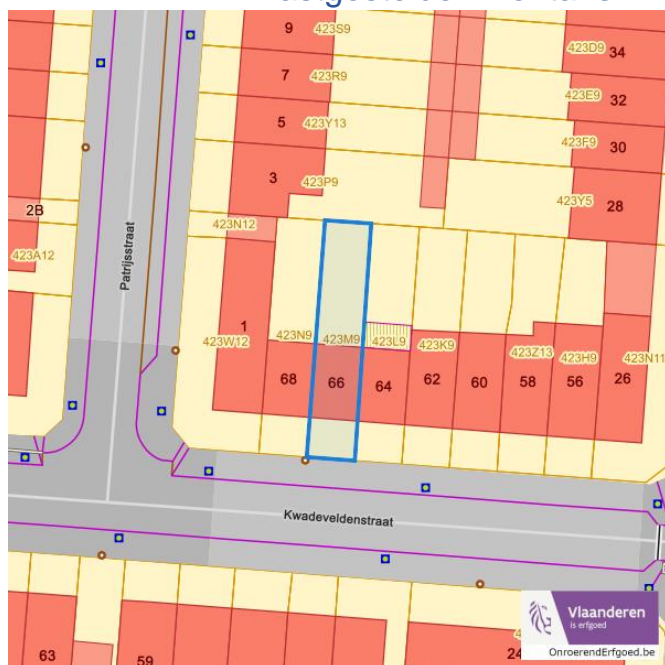 9 423S9
423D9 34
7 423R9
423E9 32
5 423Y13
423F9 30
3 423P9
423Y5 28
2B
423N12
423A12
Patrijsstraat
1
423W12 423N9 423M9 423L9 423K9 423Z13 423H9 423N11
68 66 64 62 60 58 56 26
Kwadeveldenstraat
63 59 24
Vlaanderen
is erfgoed
OnroerendErfgoed.be